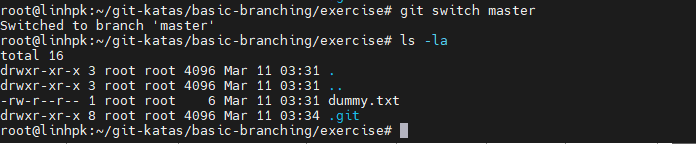 root@linhpk:~/git-katas/basic-branching/exercise# git switch master
Switched to branch 'master'
root@linhpk:~/git-katas/basic-branching/exercise# ls -la
total 16
drwxr-xr-x 3 root root 4096 Mar 11 03:31 .
drwxr-xr-x 3 root root 4096 Mar 11 03:31 ..
-rw-r--r-- 1 root root    6 Mar 11 03:31 dummy.txt
drwxr-xr-x 8 root root 4096 Mar 11 03:34 .git
root@linhpk:~/git-katas/basic-branching/exercise#